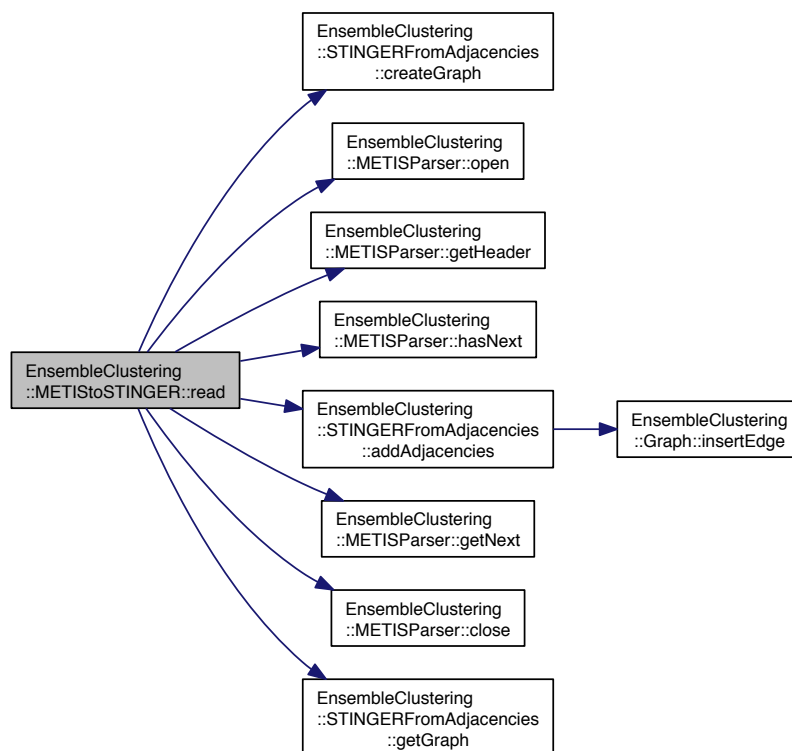 EnsembleClustering
::STINGERFromAdjacencies
::createGraph
EnsembleClustering
::METISParser::open
EnsembleClustering
::METISParser::getHeader
EnsembleClustering
::METISParser::hasNext
EnsembleClustering
::METIStoSTINGER::read
EnsembleClustering
::STINGERFromAdjacencies
::addAdjacencies
EnsembleClustering
::Graph::insertEdge
EnsembleClustering
::METISParser::getNext
EnsembleClustering
::METISParser::close
EnsembleClustering
::STINGERFromAdjacencies
::getGraph